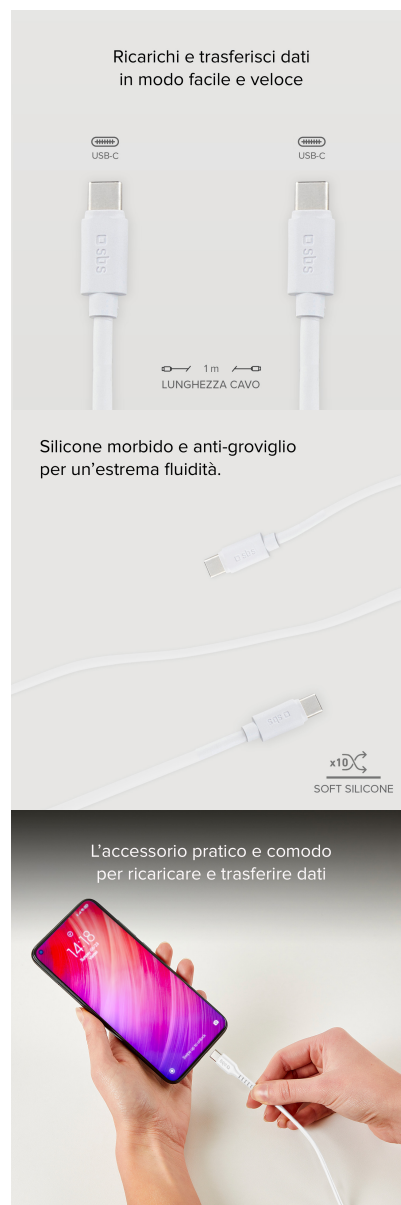 Ricarichi e trasferisci dati
in modo facile e veloce
USB-C
USB-C
sbs
sbs
1 m
LUNGHEZZA CAVO
Silicone morbido e anti-groviglio
per un’estrema fluidità.
sbs
sbs
x10
SOFT SILICONE
L’accessorio pratico e comodo
per ricaricare e trasferire dati
14:18